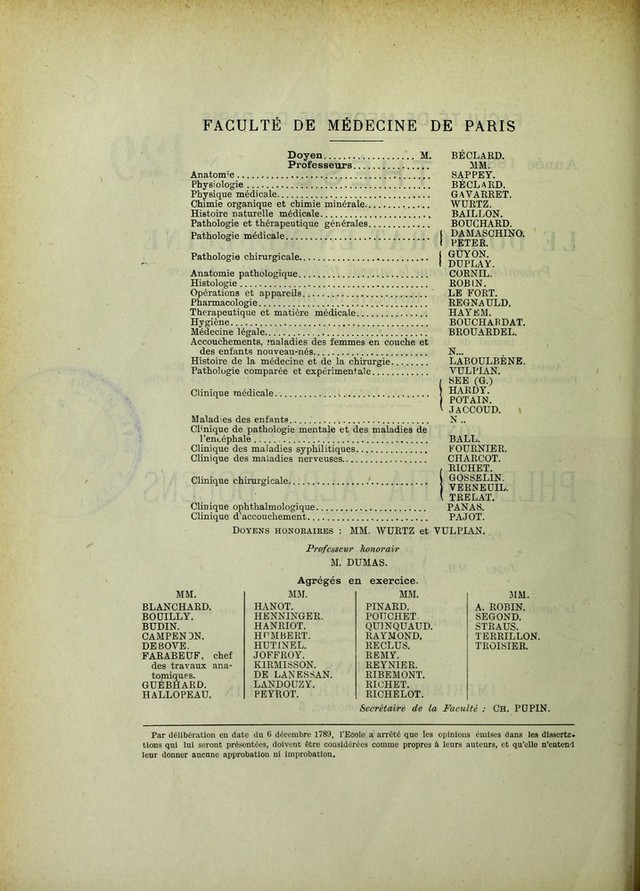 FACULTÉ DE MÉDECINE DE PARIS
Doyen.................. M. BÉCLARD.
Professeurs............... MM.
Anatomie....................................... SAPPEY.
Physiologie..................................... BÉCLARD.
Physique médicale............................... GAVARRET.
Chimie organique et chimie minérale............. WURTZ.
Histoire naturelle médicale....................... BAILLON.
Pathologie et thérapeutique générales............. BOUCHARD.
Pathologie médicale............................. { DAMASCHINO.
PETER.
Pathologie chirurgicale.......................... { GUYON.
DUPLAY.
Anatomie pathologique........................... CORNIL.
Histologie....................................... ROBIN.
Opérations et appareils.......................... LE FORT.
Pharmacologie................................... REGNAULD.
Thérapeutique et matière médicale............... HAYEM.
Hygiène......................................... BOUCHARDAT.
Médecine légale................................. BROUARDEL.
Accouchements, maladies des femmes en couche et
des enfants nouveau-nés....................... N...
Histoire de la médecine et de la chirurgie........ LABOULBÈNE.
Pathologie comparée et expérimentale............ VULPIAN.
Clinique médicale............................... { SEE (G.)
HARDY.
POTAIN.
JACCOUD.
Maladies des enfants............................ N..
Clinique de pathologie mentale et des maladies de
l'encéphale................................... BALL.
Clinique des maladies syphilitiques............... FOURNIER.
Clinique des maladies nerveuses.................. CHARCOT.
Clinique chirurgicale............................ { RICHET.
GOSSELIN.
VERNEUIL.
TRELAT.
Clinique ophthalmologique....................... PANAS.
Clinique d'accouchement......................... PAJOT.
DOYENS HONORAIRES : MM. WURTZ et VULPIAN.
Professeur honorair
M. DUMAS.
Agrégés en exercice.
MM.
BLANCHARD.
BOUILLY.
BUDIN.
CAMPENON.
DEBOVE.
FARABEUF, chef
des travaux ana-
tomiques.
GUÉBHARD.
HALLOPEAU.
MM.
HANOT.
HENNINGER.
HANRIOT.
HUMBERT.
HUTINEL.
JOFFROY.
KIRMISSON.
DE LANESSAN.
LANDOUZY.
PEYROT.
MM.
PINARD.
POUCHET
QUINQUAUD.
RAYMOND.
RECLUS.
REMY.
REYNIER.
RIBEMONT.
RICHET.
RICHELOT.
MM.
A. ROBIN.
SEGOND.
STRAUS.
TERRILLON.
TROISIER.
Secrétaire de la Faculté : CH. PUPIN.
Par délibération en date du 6 décembre 1789, l'Ecole a arrêté que les opinions émises dans les disserta-
tions qui lui seront présentées, doivent être considérées comme propres à leurs auteurs, et qu'elle n'entend
leur donner aucune approbation ni improbation.